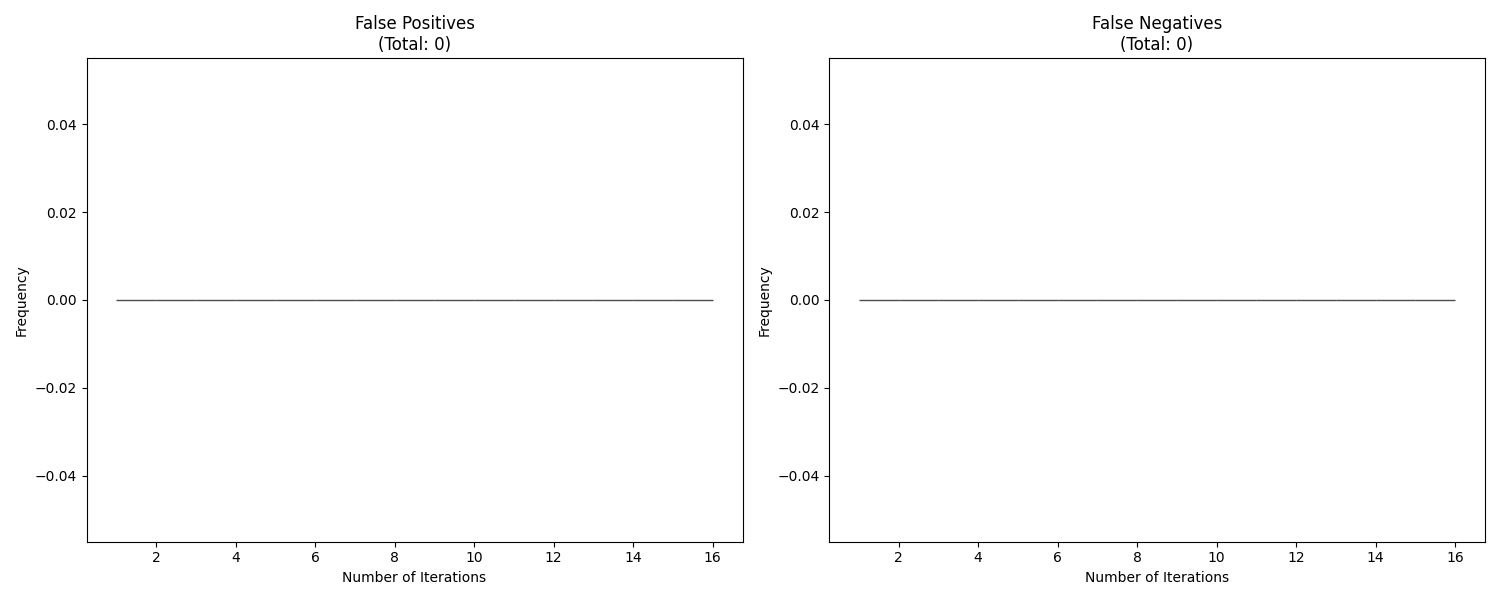 False Positives
(Total: 0)
Frequency
0.04
0.02
0.00
−0.02
−0.04
2 4 6 8 10 12 14 16
Number of Iterations
False Negatives
(Total: 0)
Frequency
0.04
0.02
0.00
−0.02
−0.04
2 4 6 8 10 12 14 16
Number of Iterations